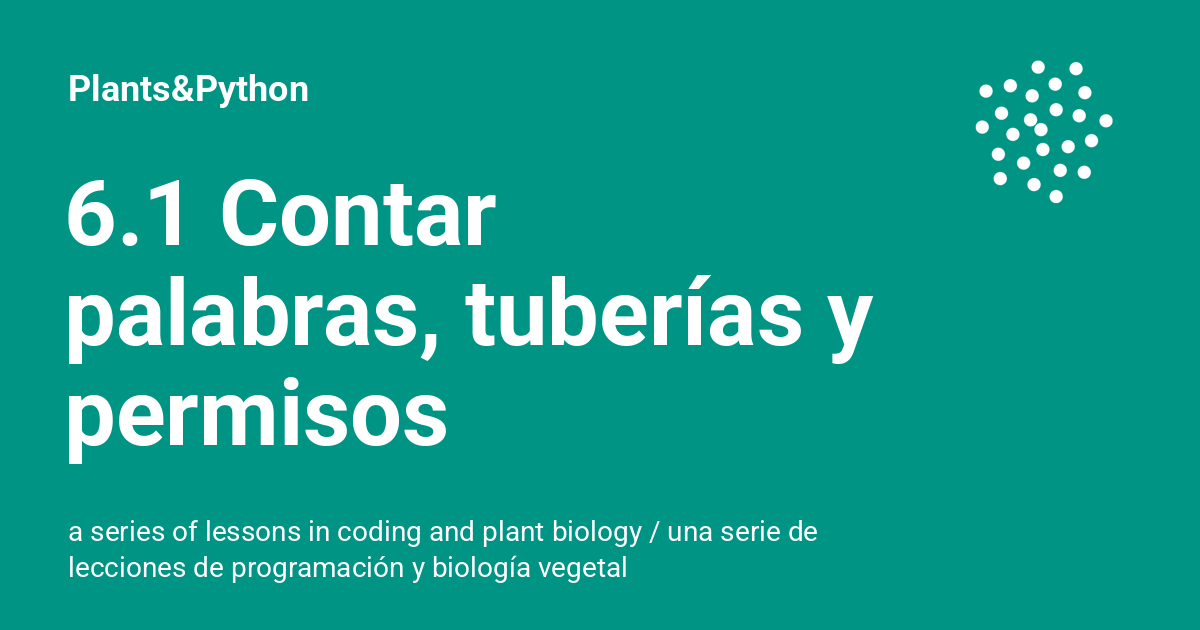 Plants&Python
6.1 Contar
palabras, tuberías y
permisos
a series of lessons in coding and plant biology / una serie de
lecciones de programación y biología vegetal